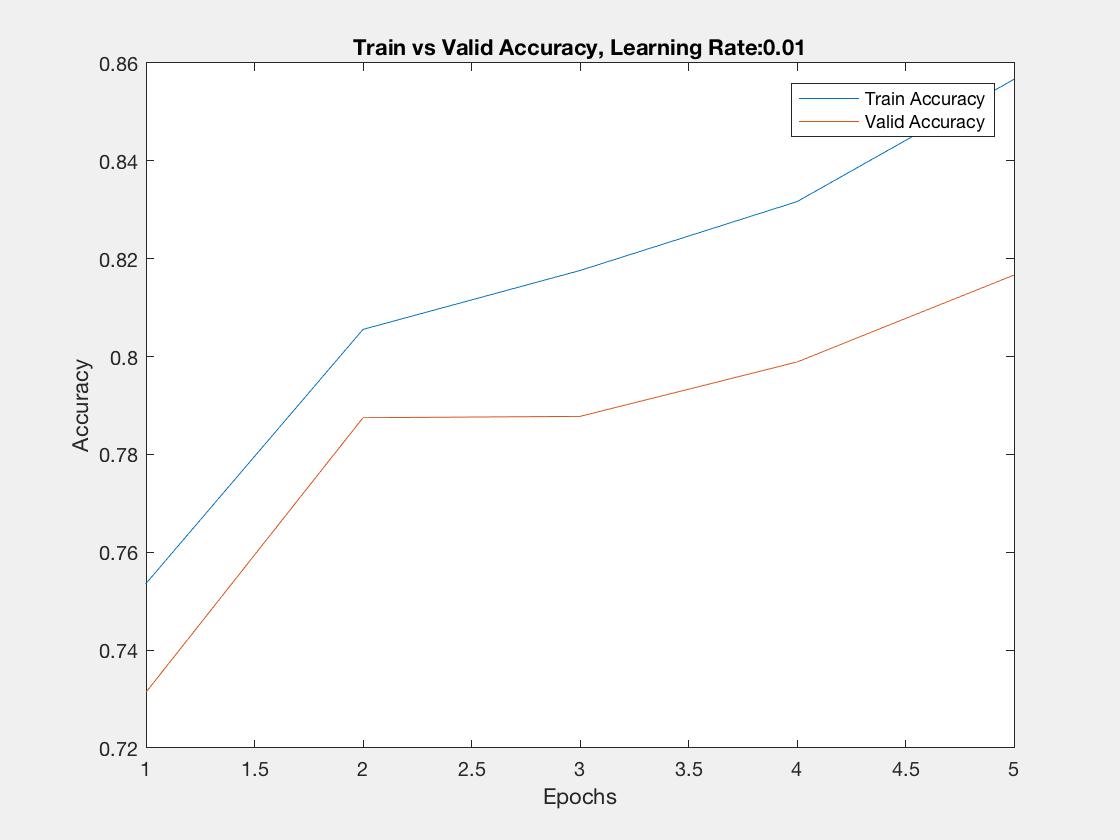 Train vs Valid Accuracy, Learning Rate:0.01
0.86
0.84
0.82
0.8
0.78
0.76
0.74
0.72
Accuracy
Train Accuracy
Valid Accuracy
1 1.5 2 2.5 3 3.5 4 4.5 5
Epochs